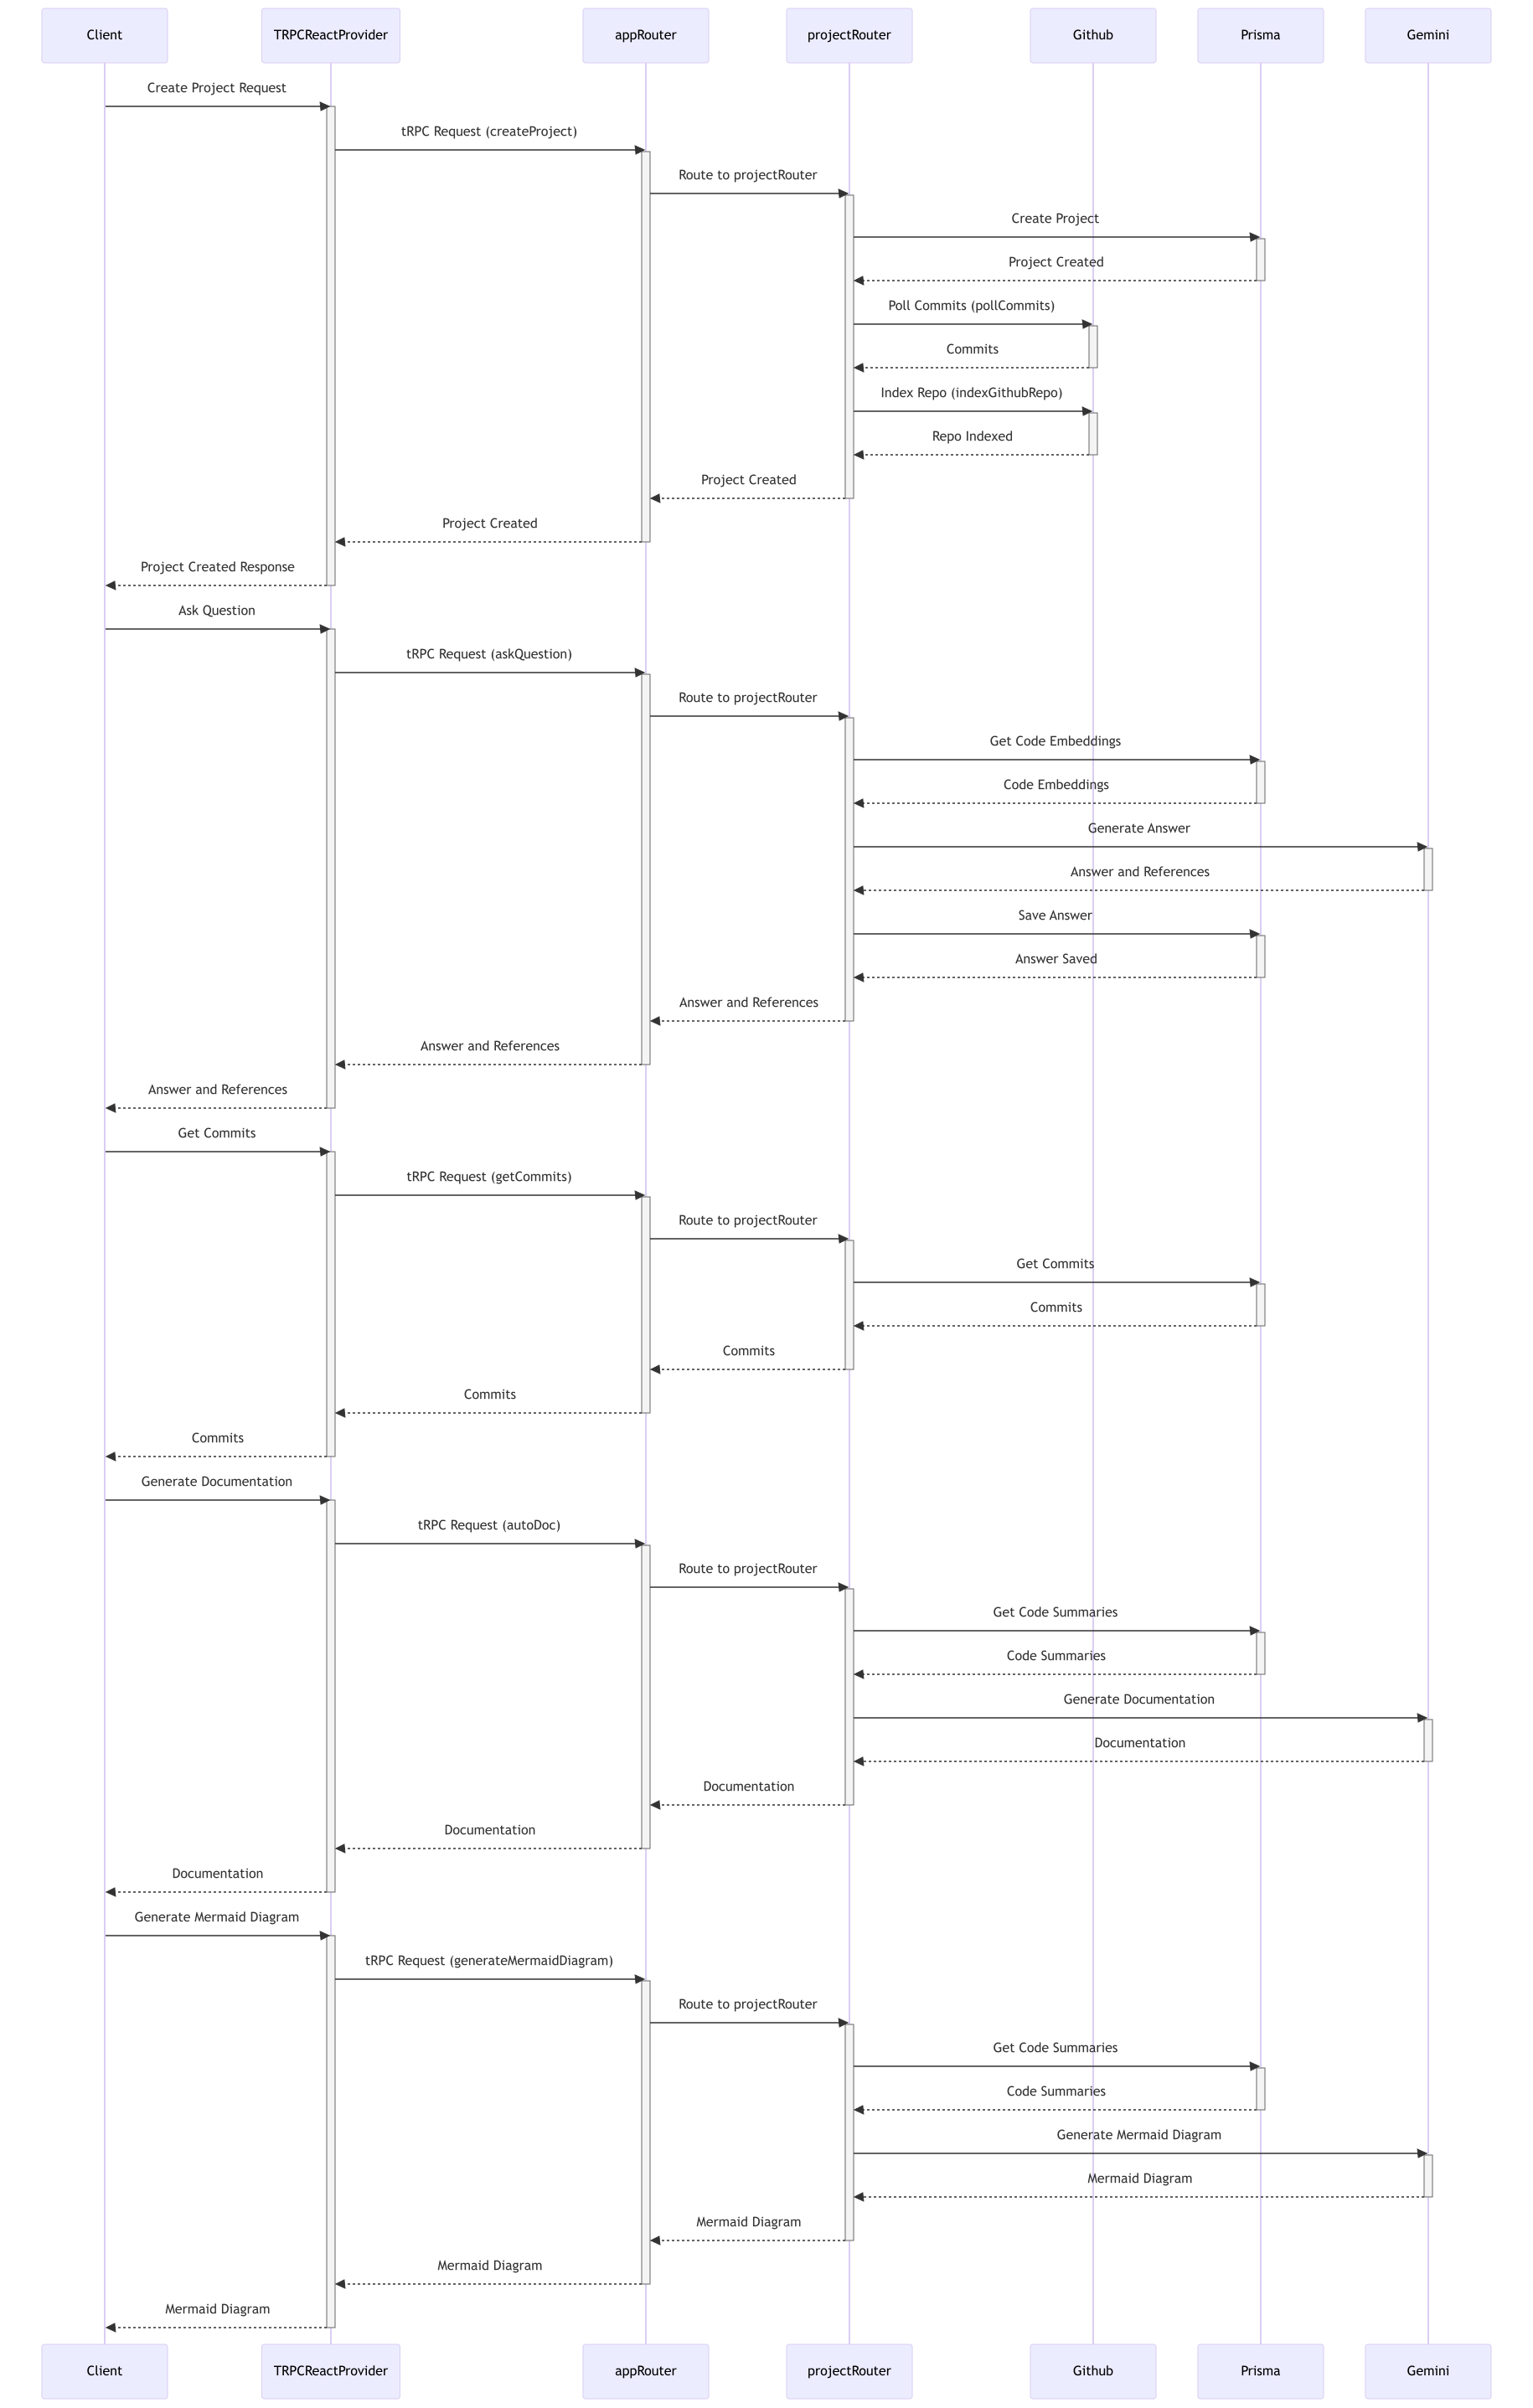 Client
TRPCReactProvider
appRouter
projectRouter
Github
Prisma
Gemini
Create Project Request
tRPC Request (createProject)
Route to projectRouter
Create Project
Project Created
Poll Commits (pollCommits)
Commits
Index Repo (indexGithubRepo)
Repo Indexed
Project Created
Project Created
Project Created Response
Ask Question
tRPC Request (askQuestion)
Route to projectRouter
Get Code Embeddings
Code Embeddings
Generate Answer
Answer and References
Save Answer
Answer Saved
Answer and References
Answer and References
Answer and References
Get Commits
tRPC Request (getCommits)
Route to projectRouter
Get Commits
Commits
Commits
Commits
Commits
Generate Documentation
tRPC Request (autoDoc)
Route to projectRouter
Get Code Summaries
Code Summaries
Generate Documentation
Documentation
Documentation
Documentation
Documentation
Generate Mermaid Diagram
tRPC Request (generateMermaidDiagram)
Route to projectRouter
Get Code Summaries
Code Summaries
Generate Mermaid Diagram
Mermaid Diagram
Mermaid Diagram
Mermaid Diagram
Mermaid Diagram
Client
TRPCReactProvider
appRouter
projectRouter
Github
Prisma
Gemini